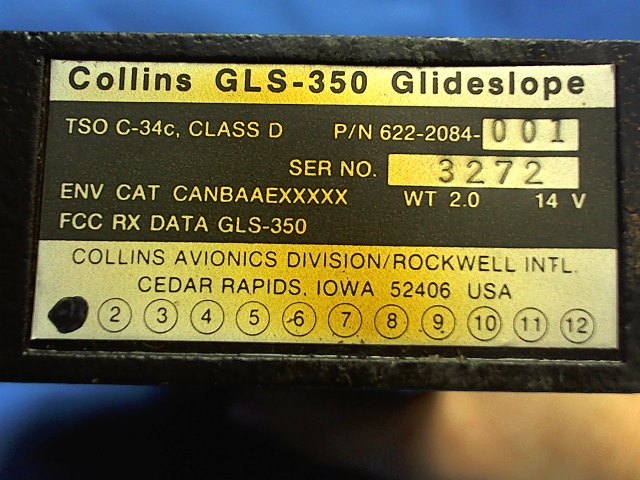 Collins GLS-350 Glideslope
TSO C-34c, CLASS D P/N 622-2084-001
SER NO. 3272
ENV CAT CANBAAEXXXXX WT 2.0 14 V
FCC RX DATA GLS-350
COLLINS AVIONICS DIVISION/ROCKWELL INTL.
CEDAR RAPIDS, IOWA 52406 USA
2 3 4 5 6 7 8 9 10 11 12